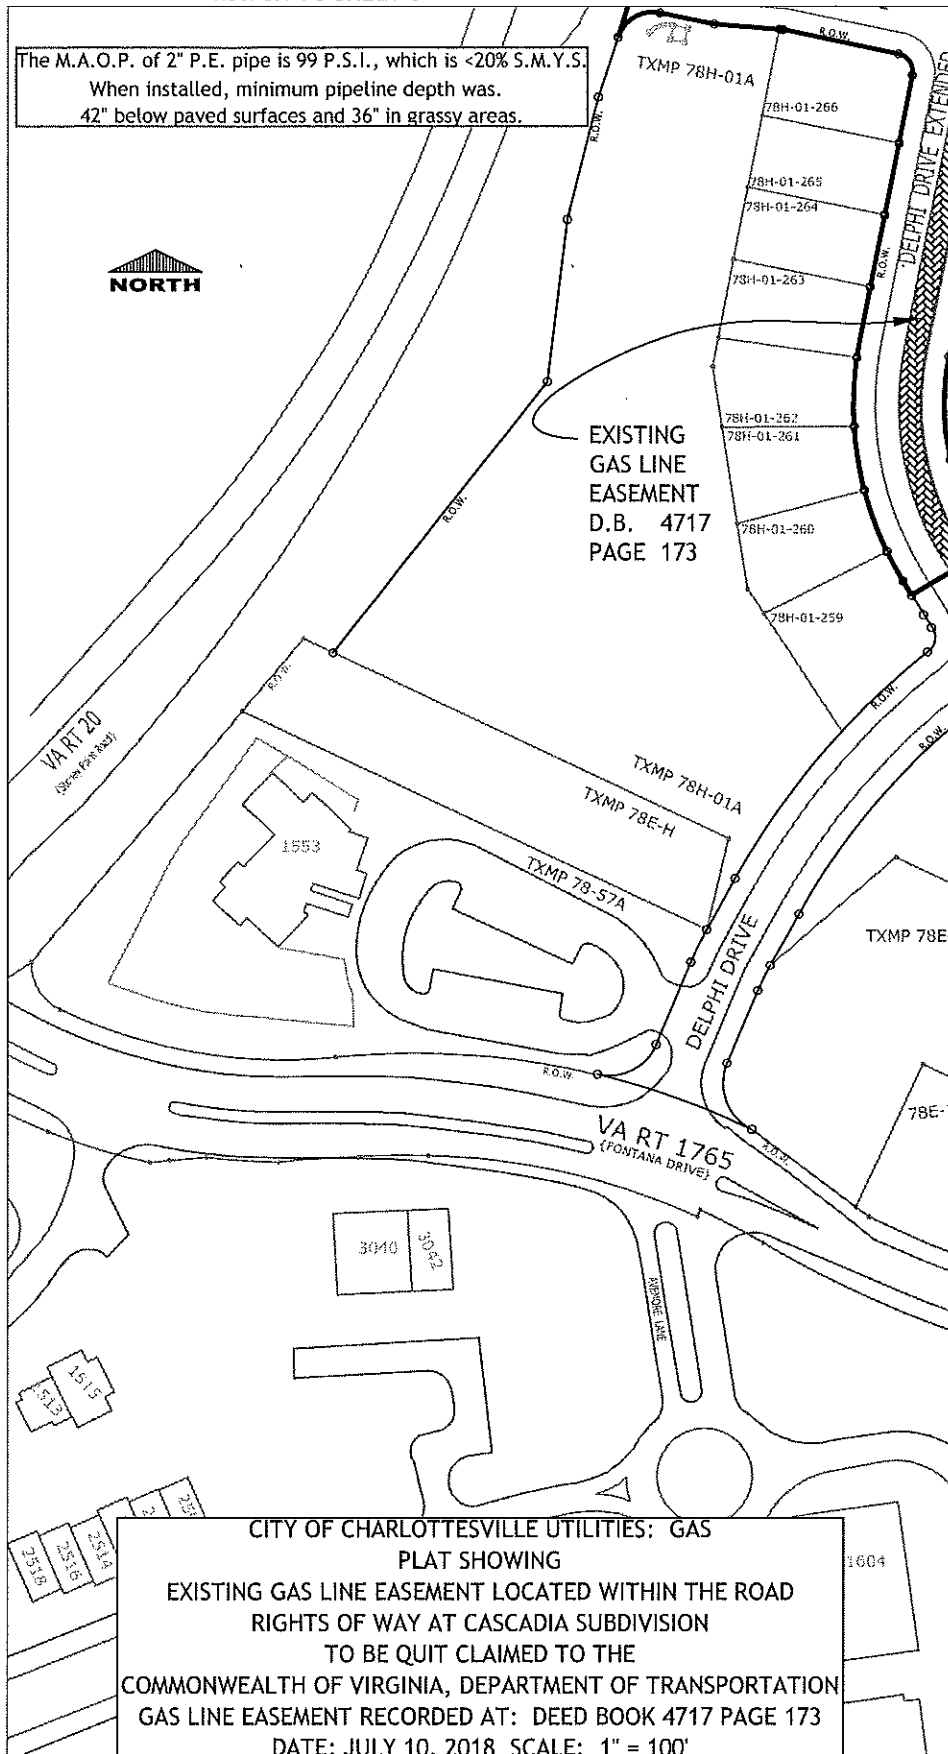 The M.A.O.P. of 2" P.E. pipe is 99 P.S.I., which is <20% S.M.Y.S.
When installed, minimum pipeline depth was.
42" below paved surfaces and 36" in grassy areas.
NORTH
R.O.W.
TXMP 78H-01A
R.O.W.
78H-01-266
78H-01-265
78H-01-264
78H-01-263
R.O.W.
DELPHI DRIVE EXTENDED
78H-01-262
78H-01-261
EXISTING
GAS LINE
EASEMENT
D.B. 4717
PAGE 173
R.O.W.
78H-01-260
78H-01-259
R.O.W.
R.O.W.
R.O.W.
VA RT 20
TXMP 78H-01A
TXMP 78E-H
TXMP 78-57A
1553
DELPHI DRIVE
TXMP 78E
78E-
R.O.W.
VA RT 1765
(FONTANA DRIVE)
R.O.W.
3040
3042
AVEMORE LANE
1515
1513
2518
2516
2514
1604
CITY OF CHARLOTTESVILLE UTILITIES: GAS
PLAT SHOWING
EXISTING GAS LINE EASEMENT LOCATED WITHIN THE ROAD
RIGHTS OF WAY AT CASCADIA SUBDIVISION
TO BE QUIT CLAIMED TO THE
COMMONWEALTH OF VIRGINIA, DEPARTMENT OF TRANSPORTATION
GAS LINE EASEMENT RECORDED AT: DEED BOOK 4717 PAGE 173
DATE: JULY 10, 2018 SCALE: 1" = 100'